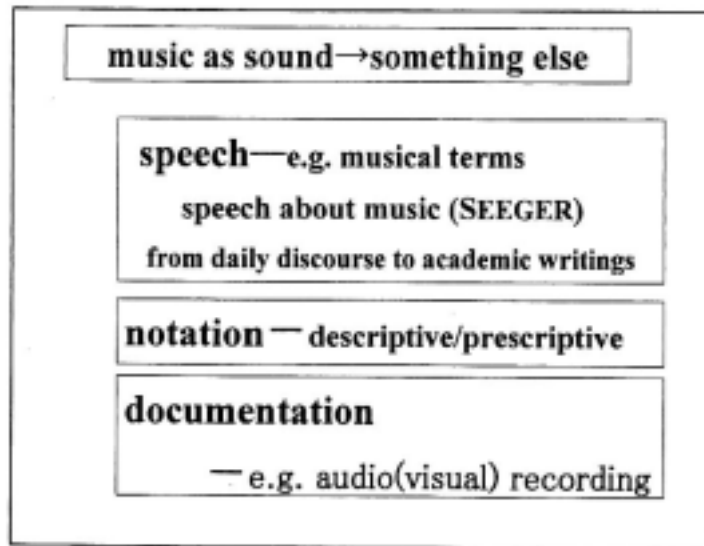 music as sound→something else
speech—e.g. musical terms
speech about music (SEEGER)
from daily discourse to academic writings
notation — descriptive/prescriptive
documentation
— e.g. audio(visual) recording